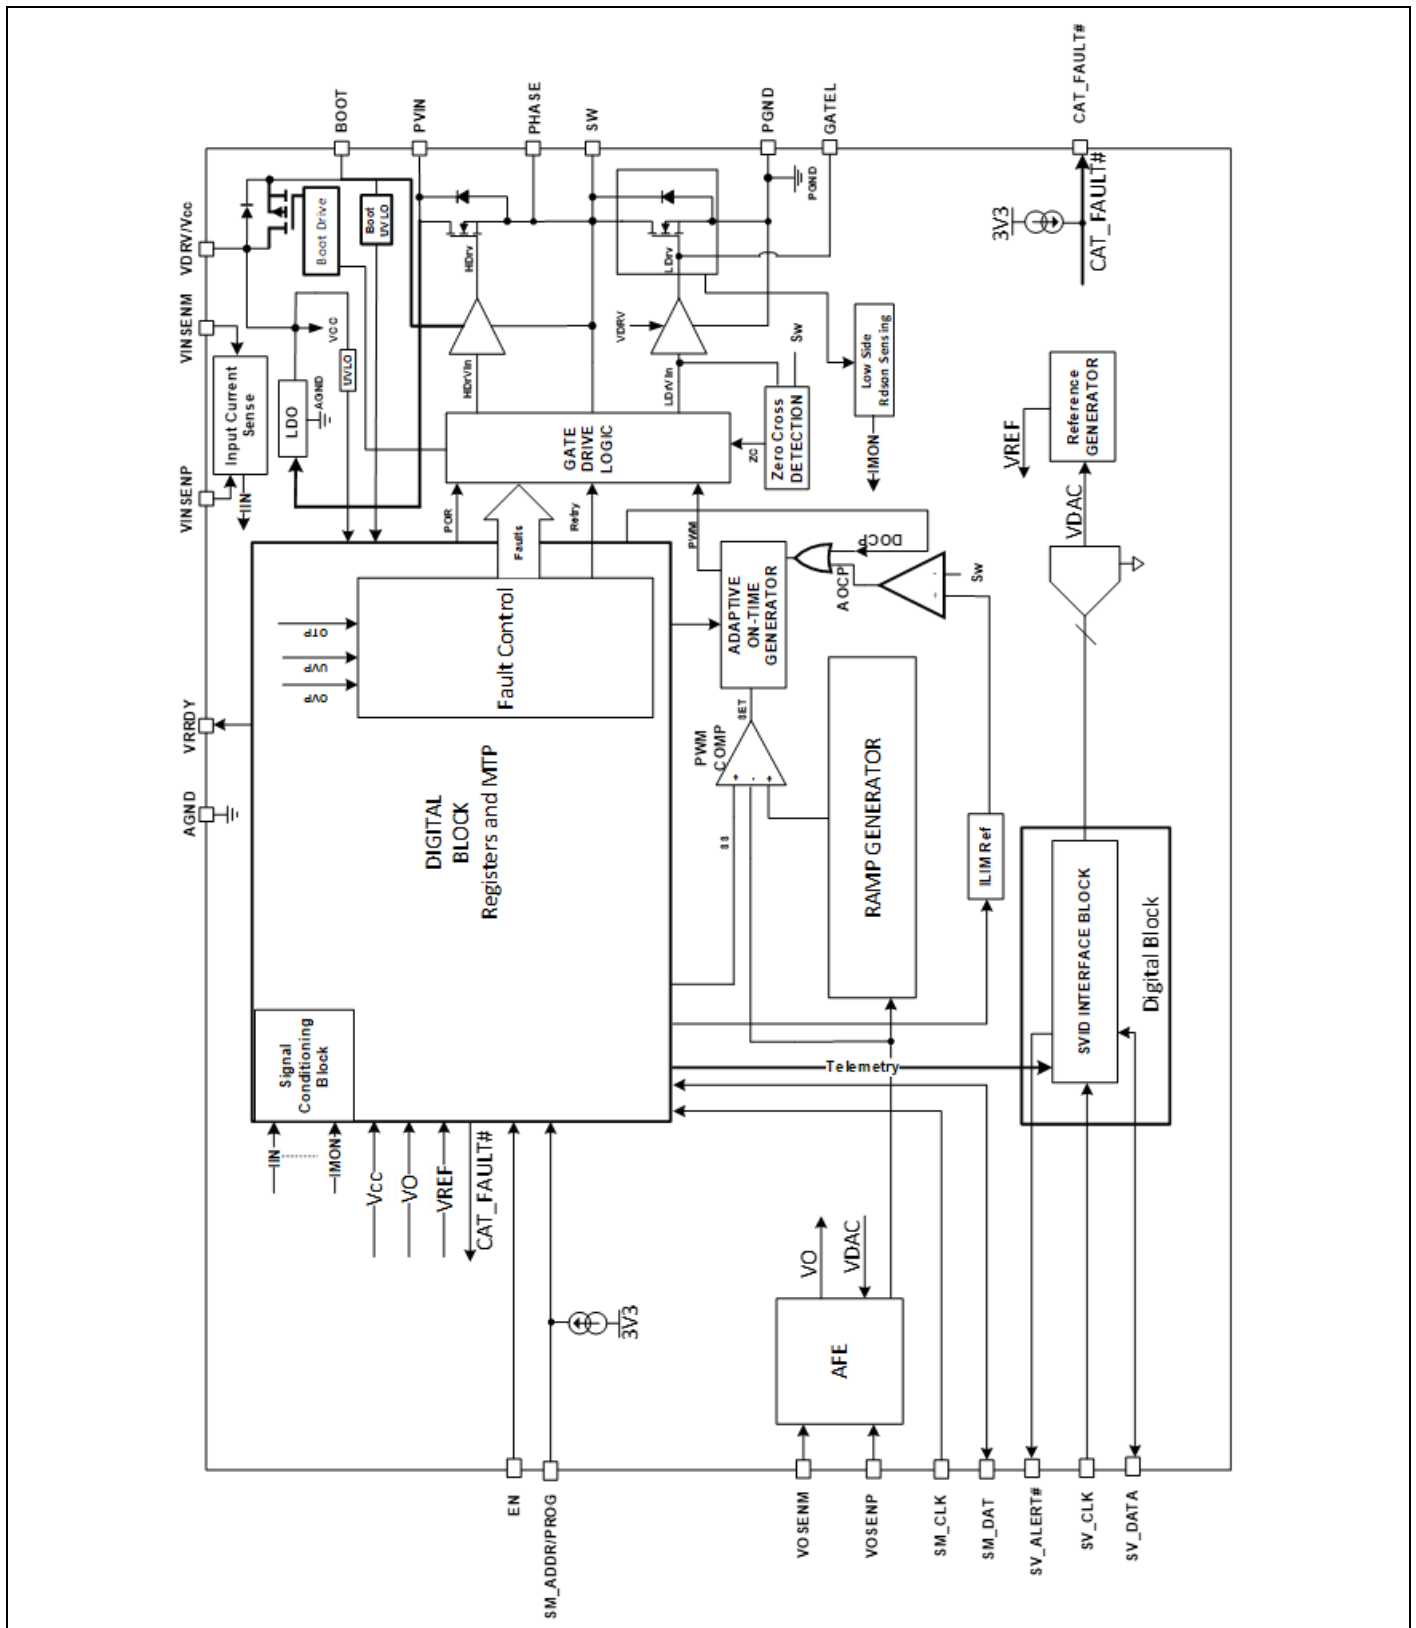 CAT_FAULT#
BOOT
PVIN
PHASE
SW
PGND
GATEL
VDRV/Vcc
VINSENM
VINSENP
VRRDY
AGND
Boot Drive
Boot
UVLO
PGND
3V3
CAT_FAULT#
CAT_FAULT#
Input Current
Sense
IIN
LDO
AGND
VCC
UVLO
HDrv
LDrv
VDRV
HDrVin
LDrVin
Sw
Low Side
Rdson Sensing
IMON
GATE
DRIVE
LOGIC
ZC
Zero Cross
DETECTION
Reference
GENERATOR
VREF
VDAC
POR
Faults
Retry
PWM
DOCP
AOCP
Sw
OTP
UVP
OVP
Fault Control
ADAPTIVE
ON-TIME
GENERATOR
SET
PWM
COMP
+
-
+
+
-
SS
DIGITAL
BLOCK
Registers and MTP
RAMP GENERATOR
ILIM Ref
SVID INTERFACE BLOCK
Digital Block
Signal
Conditioning
Block
Telemetry
IIN
IMON
Vcc
VO
VREF
CAT_FAULT#
3V3
VO
VDAC
AFE
EN
SM_ADDR/PROG
VOSENM
VOSENP
SM_CLK
SM_DAT
SV_ALERT#
SV_CLK
SV_DATA